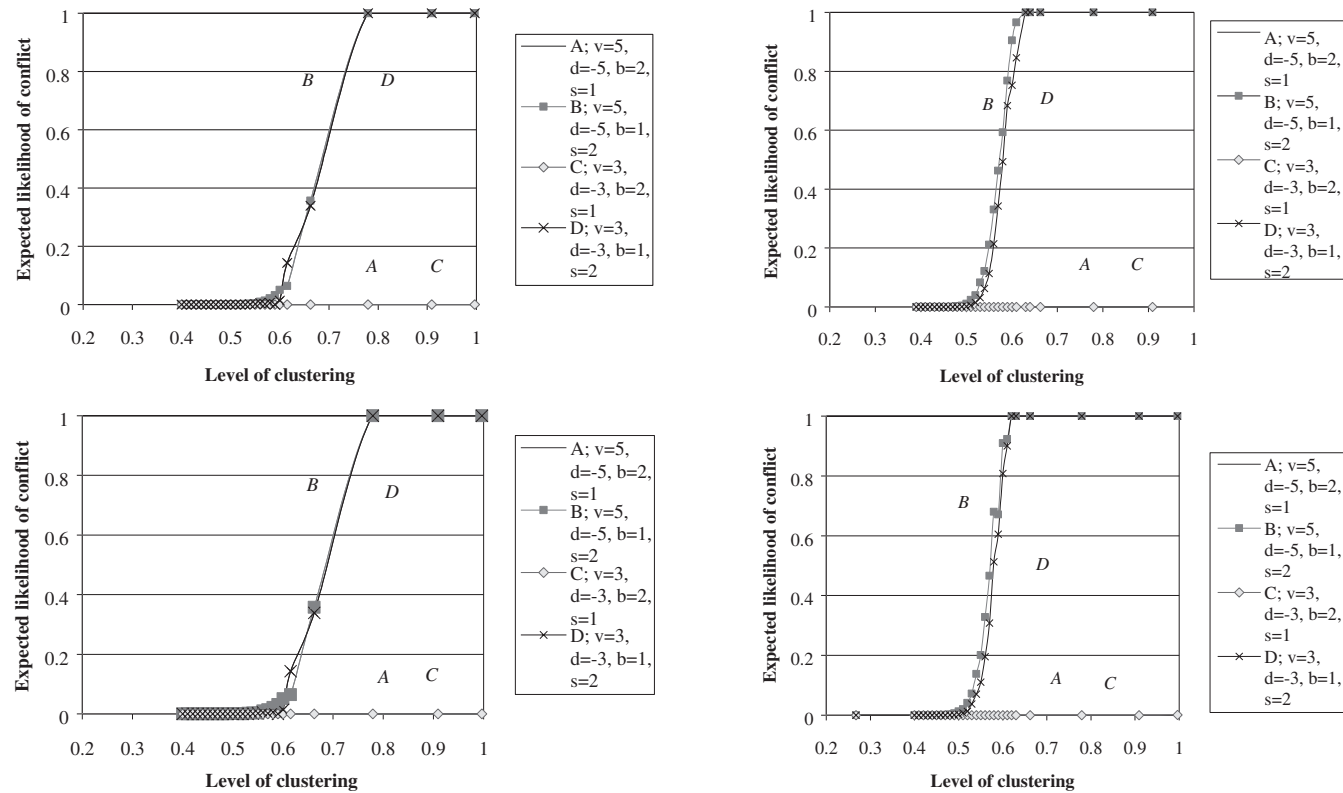 Expected likelihood of conflict
1
0.8
0.6
0.4
0.2
0
B
D
A
C
0.2 0.3 0.4 0.5 0.6 0.7 0.8 0.9 1
Level of clustering
A; v=5,
d=-5, b=2,
s=1
B; v=5,
d=-5, b=1,
s=2
C; v=3,
d=-3, b=2,
s=1
D; v=3,
d=-3, b=1,
s=2
Expected likelihood of conflict
1
0.8
0.6
0.4
0.2
0
B
D
A
C
0.2 0.3 0.4 0.5 0.6 0.7 0.8 0.9 1
Level of clustering
A; v=5,
d=-5, b=2,
s=1
B; v=5,
d=-5, b=1,
s=2
C; v=3,
d=-3, b=2,
s=1
D; v=3,
d=-3, b=1,
s=2
Expected likelihood of conflict
1
0.8
0.6
0.4
0.2
0
B
D
A
C
0.2 0.3 0.4 0.5 0.6 0.7 0.8 0.9 1
Level of clustering
A; v=5,
d=-5, b=2,
s=1
B; v=5,
d=-5, b=1,
s=2
C; v=3,
d=-3, b=2,
s=1
D; v=3,
d=-3, b=1,
s=2
Expected likelihood of conflict
1
0.8
0.6
0.4
0.2
0
B
D
A
C
0.2 0.3 0.4 0.5 0.6 0.7 0.8 0.9 1
Level of clustering
A; v=5,
d=-5, b=2,
s=1
B; v=5,
d=-5, b=1,
s=2
C; v=3,
d=-3, b=2,
s=1
D; v=3,
d=-3, b=1,
s=2